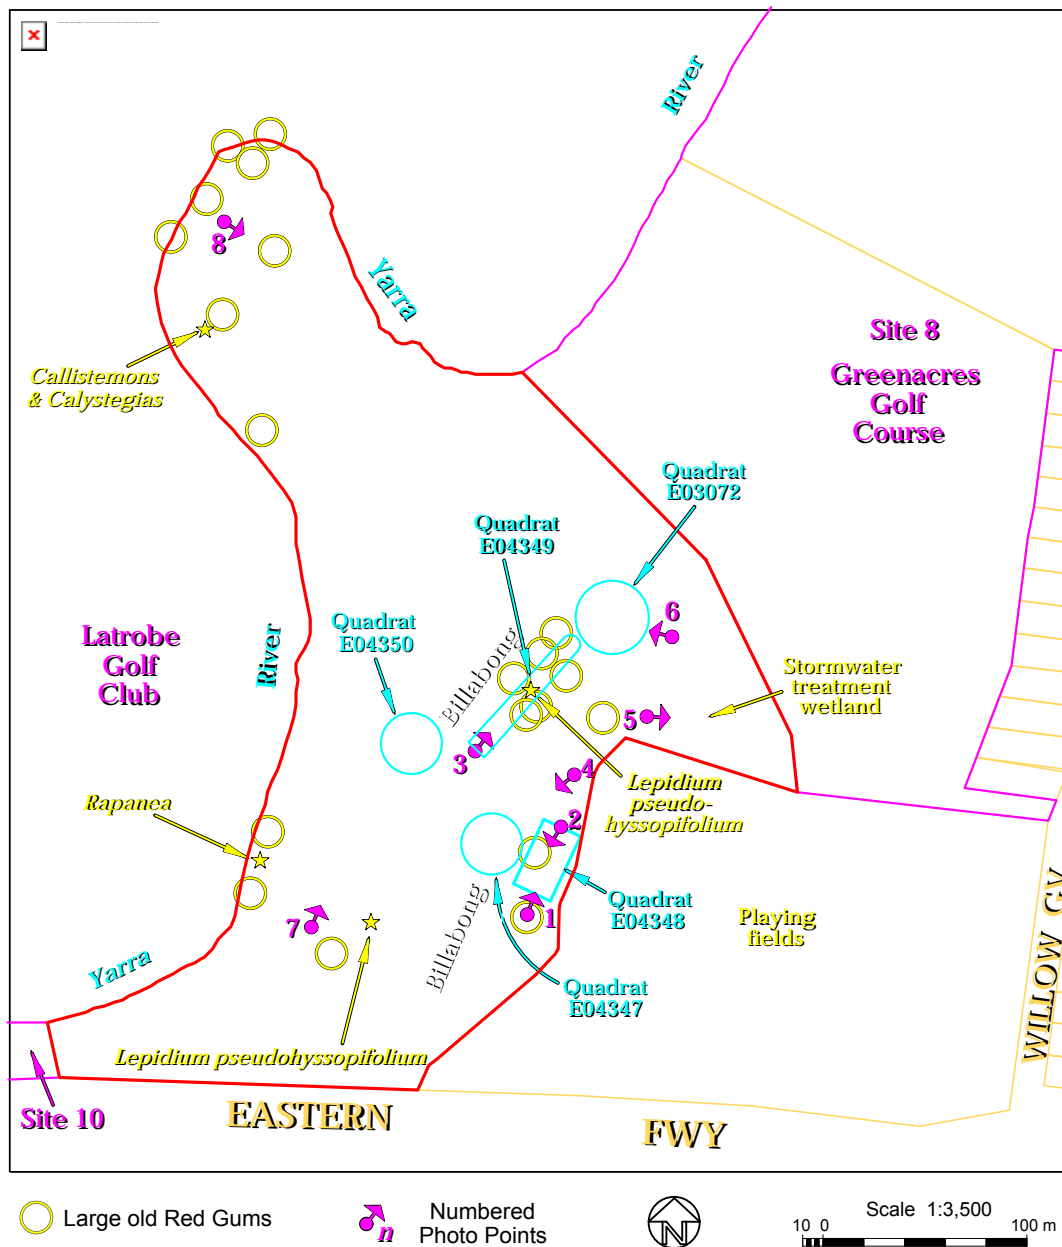 River
Yarra
8
Site 8
Greenacres
Golf
Course
Callistemons
& Calystegias
Quadrat
E03072
Quadrat
E04349
6
Quadrat
E04350
Latrobe
Golf
Club
River
Billabong
Stormwater
treatment
wetland
5
3
4
Lepidium
pseudo-
hyssopifolium
Rapanea
2
Quadrat
E04348
1
Playing
fields
7
Billabong
WILLOW GV
Yarra
Quadrat
E04347
Lepidium pseudohyssopifolium
Site 10
EASTERN
FWY
Large old Red Gums
n
Numbered
Photo Points
N
Scale 1:3,500
10 0 100 m